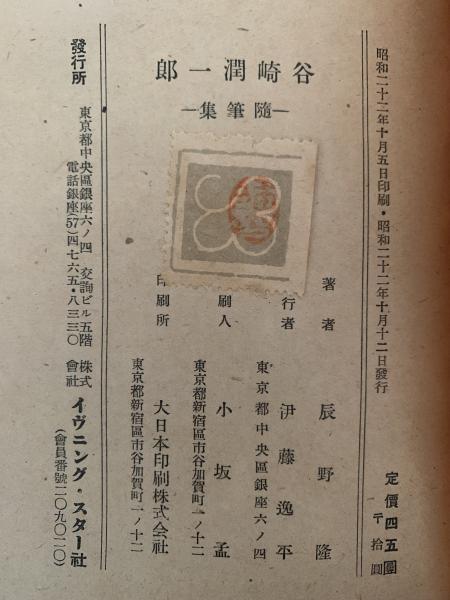 昭和二十二年十月五日印刷・昭和二十二年十月十二日發行
定價四五圓
〒拾圓
谷崎潤一郎
―隨筆集―
著者 辰野隆
行者 伊藤逸平
東京都中央區銀座六ノ四
刷人 小坂孟
東京都新宿區市谷加賀町一ノ十二
印刷所 大日本印刷株式会社
東京都新宿區市谷加賀町一ノ十二
發行所
東京都中央區銀座六ノ四 交詢ビル五階
電話銀座(57)四七六五・八三三〇
株式會社 イヴニング・スター社
(會員番號二〇九〇二〇)